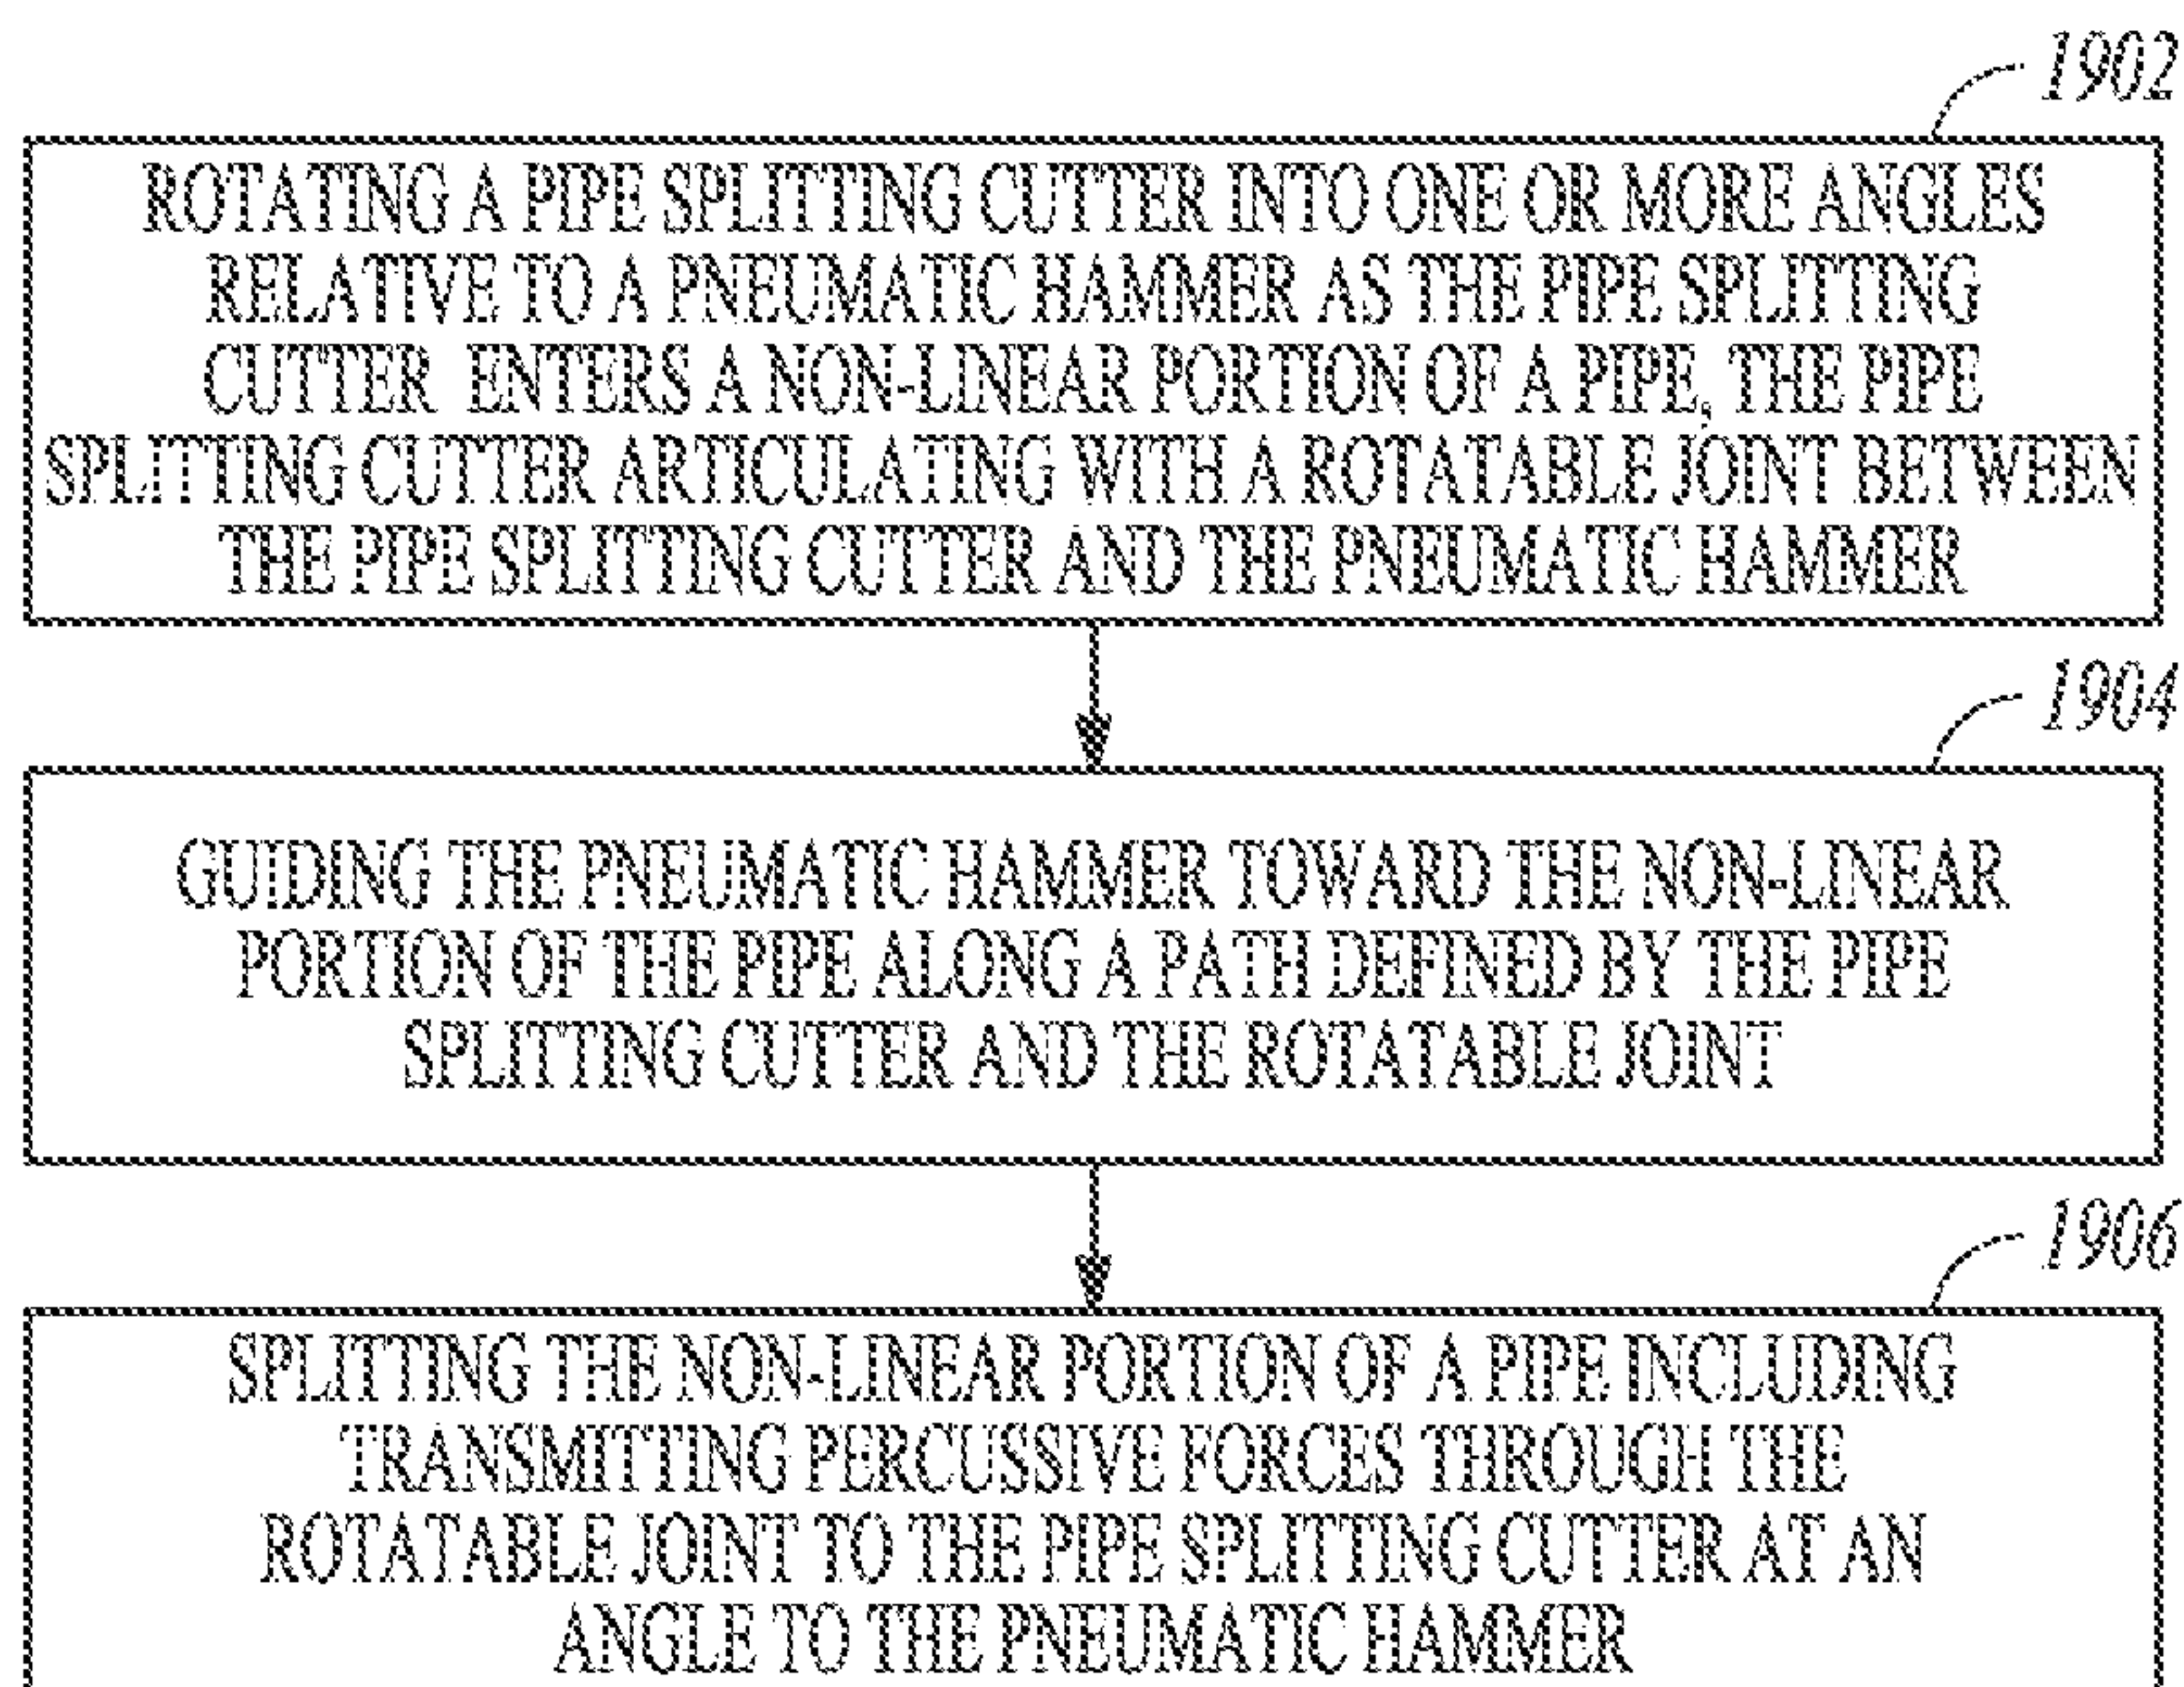 1902
ROTATING A PIPE SPLITTING CUTTER INTO ONE OR MORE ANGLES
RELATIVE TO A PNEUMATIC HAMMER AS THE PIPE SPLITTING
CUTTER ENTERS A NON-LINEAR PORTION OF A PIPE, THE PIPE
SPLITTING CUTTER ARTICULATING WITH A ROTATABLE JOINT BETWEEN
THE PIPE SPLITTING CUTTER AND THE PNEUMATIC HAMMER
1904
GUIDING THE PNEUMATIC HAMMER TOWARD THE NON-LINEAR
PORTION OF THE PIPE ALONG A PATH DEFINED BY THE PIPE
SPLITTING CUTTER AND THE ROTATABLE JOINT
1906
SPLITTING THE NON-LINEAR PORTION OF A PIPE INCLUDING
TRANSMITTING PERCUSSIVE FORCES THROUGH THE
ROTATABLE JOINT TO THE PIPE SPLITTING CUTTER AT AN
ANGLE TO THE PNEUMATIC HAMMER